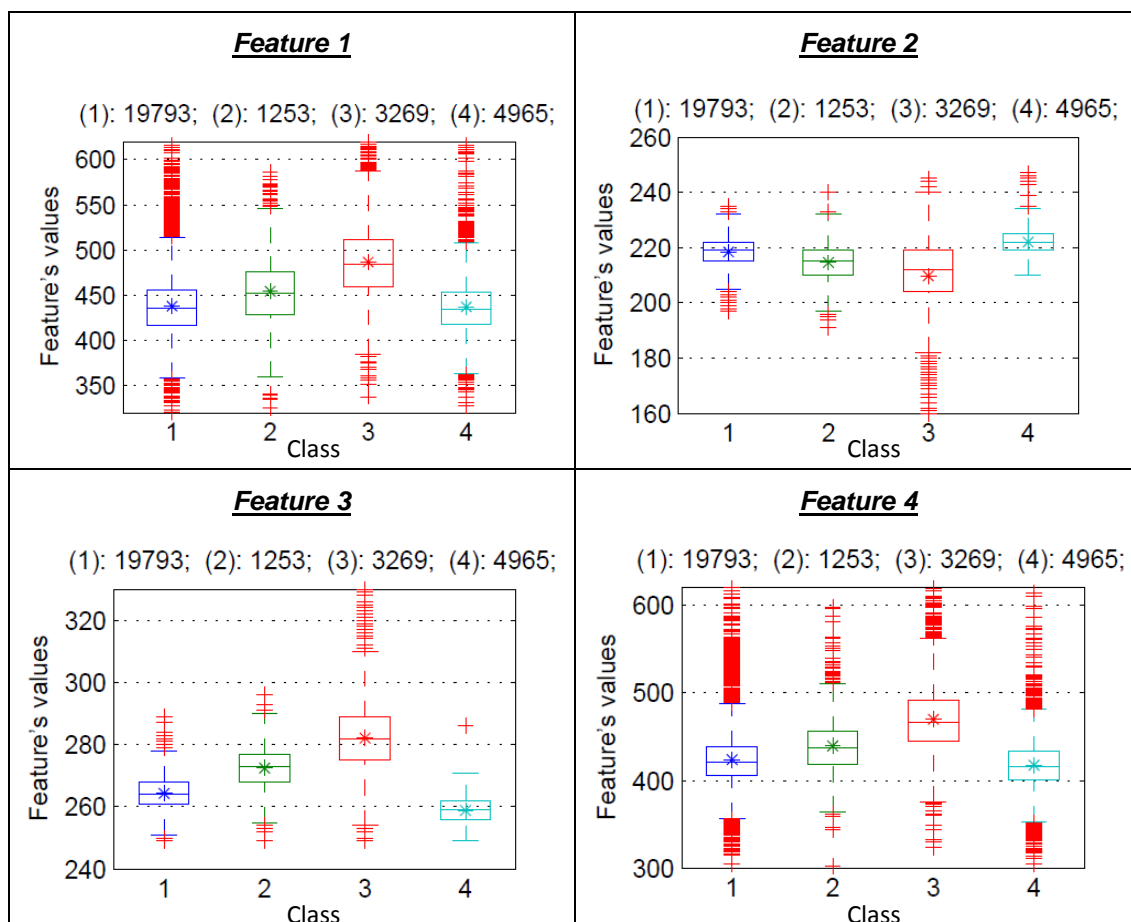 Feature 1
(1): 19793; (2): 1253; (3): 3269; (4): 4965;
Feature's values
600
550
500
450
400
350
1 2 3 4
Class
Feature 2
(1): 19793; (2): 1253; (3): 3269; (4): 4965;
Feature's values
260
240
220
200
180
160
1 2 3 4
Class
Feature 3
(1): 19793; (2): 1253; (3): 3269; (4): 4965;
Feature's values
320
300
280
260
240
1 2 3 4
Class
Feature 4
(1): 19793; (2): 1253; (3): 3269; (4): 4965;
Feature's values
600
500
400
300
1 2 3 4
Class